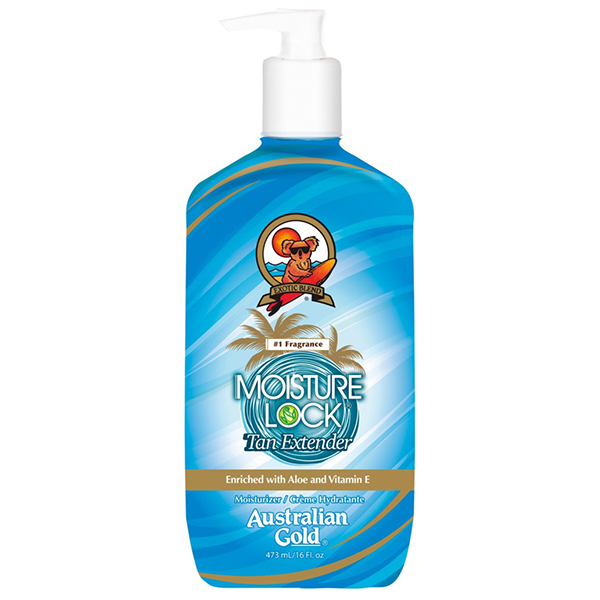 EXOTIC BLEND
®
#1 Fragrance
MOISTURE
LOCK
Tan Extender
Enriched with Aloe and Vitamin E
Moisturizer / Crème Hydratante
Australian
Gold®
473 mL/16 Fl. oz